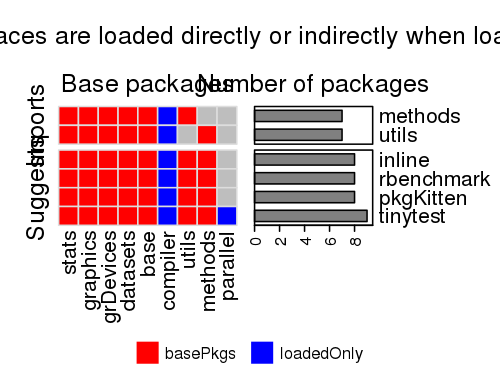 aces are loaded directly or indirectly when loa
Base packages
Number of packages
Imports
Suggests
methods
utils
inline
rbenchmark
pkgKitten
tinytest
stats
graphics
grDevices
datasets
base
compiler
utils
methods
parallel
0 2 4 6 8
basePkgs loadedOnly